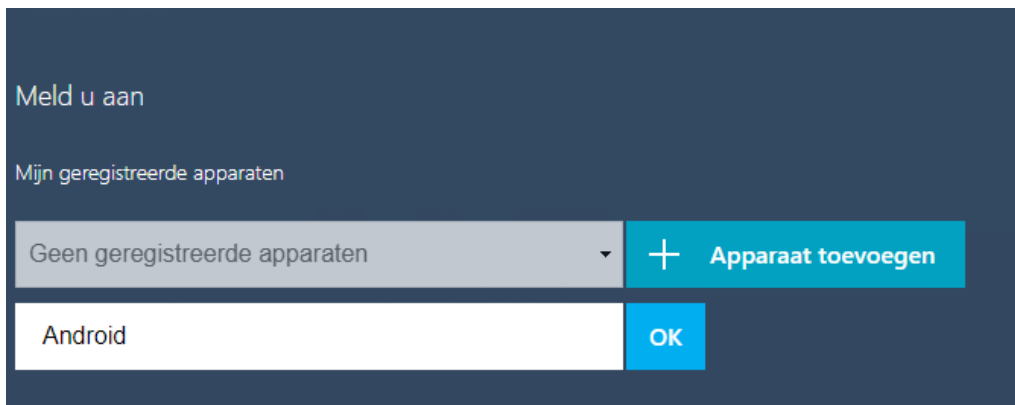 Meld u aan
Mijn geregistreerde apparaten
Geen geregistreerde apparaten
Apparaat toevoegen
Android
OK